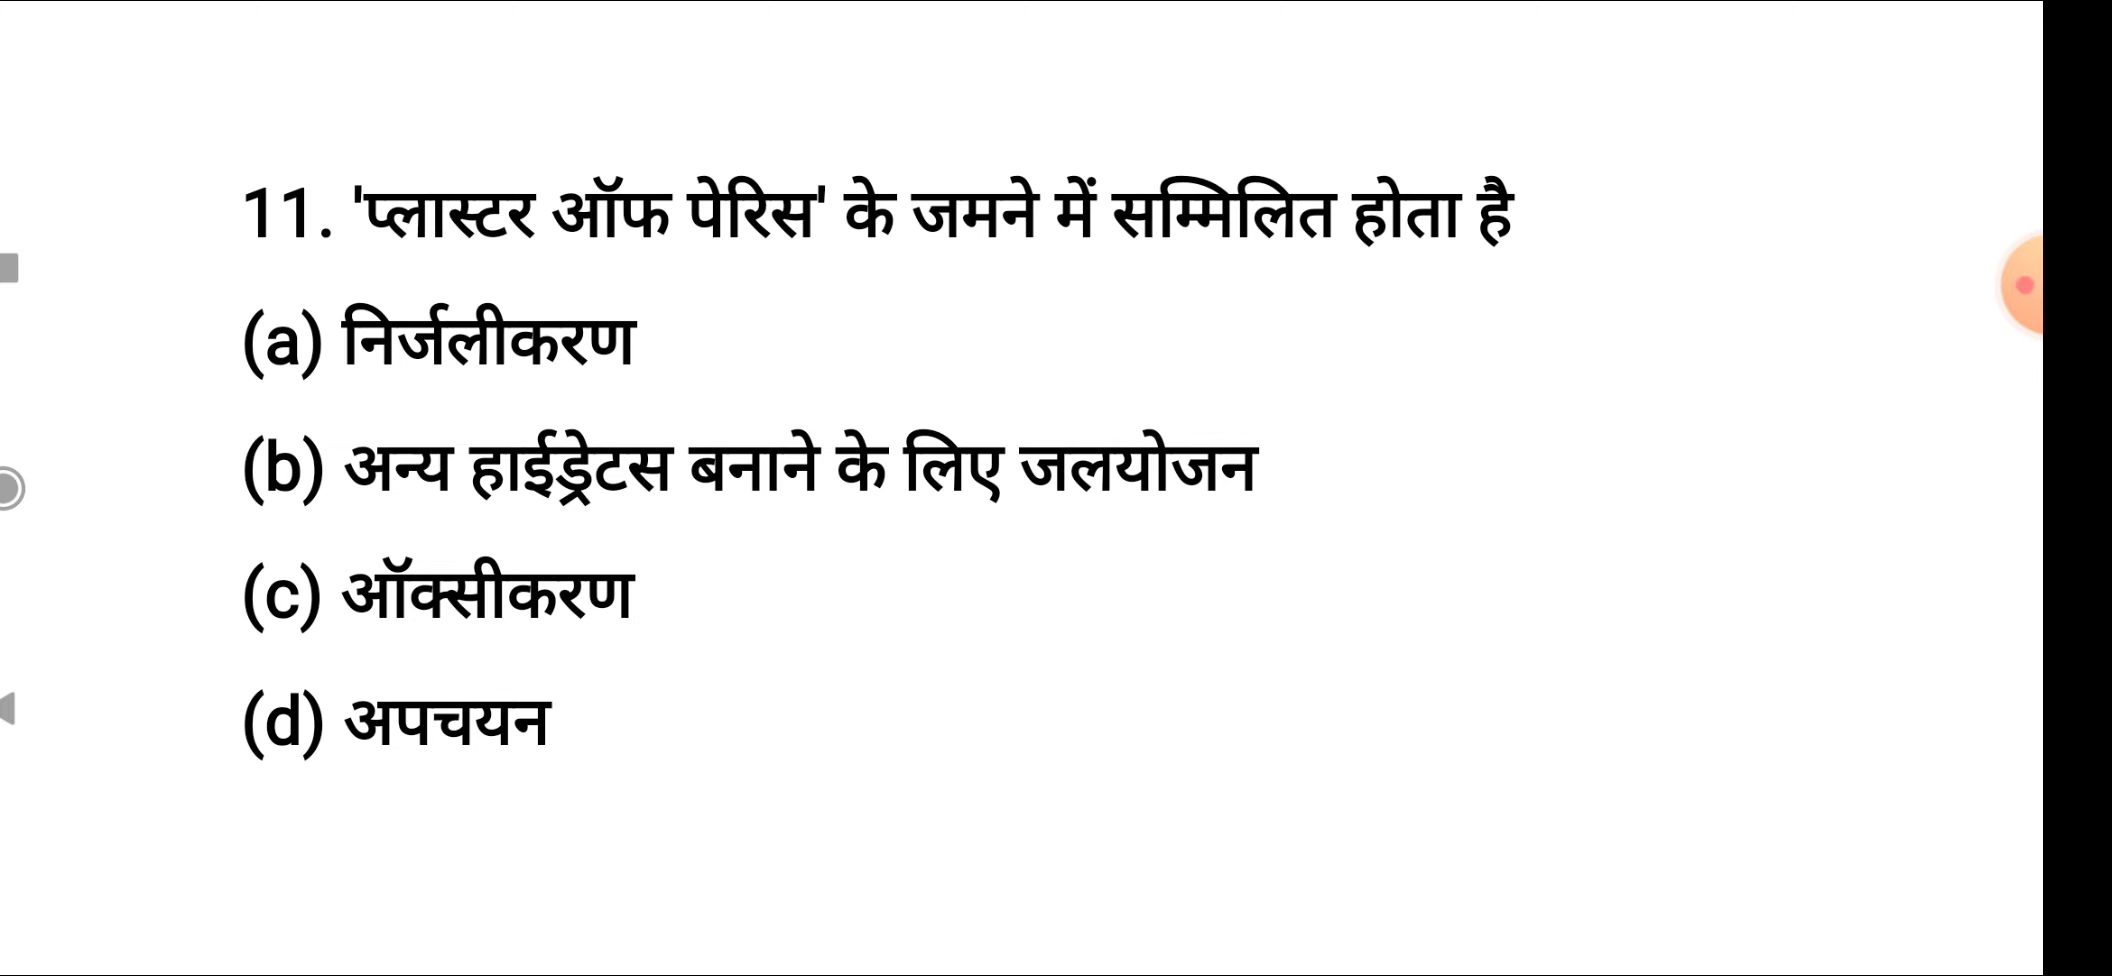 11. 'प्लास्टर ऑफ पेरिस' के जमने में सम्मिलित होता है
(a) निर्जलीकरण
(b) अन्य हाईड्रेटस बनाने के लिए जलयोजन
(c) ऑक्सीकरण
(d) अपचयन